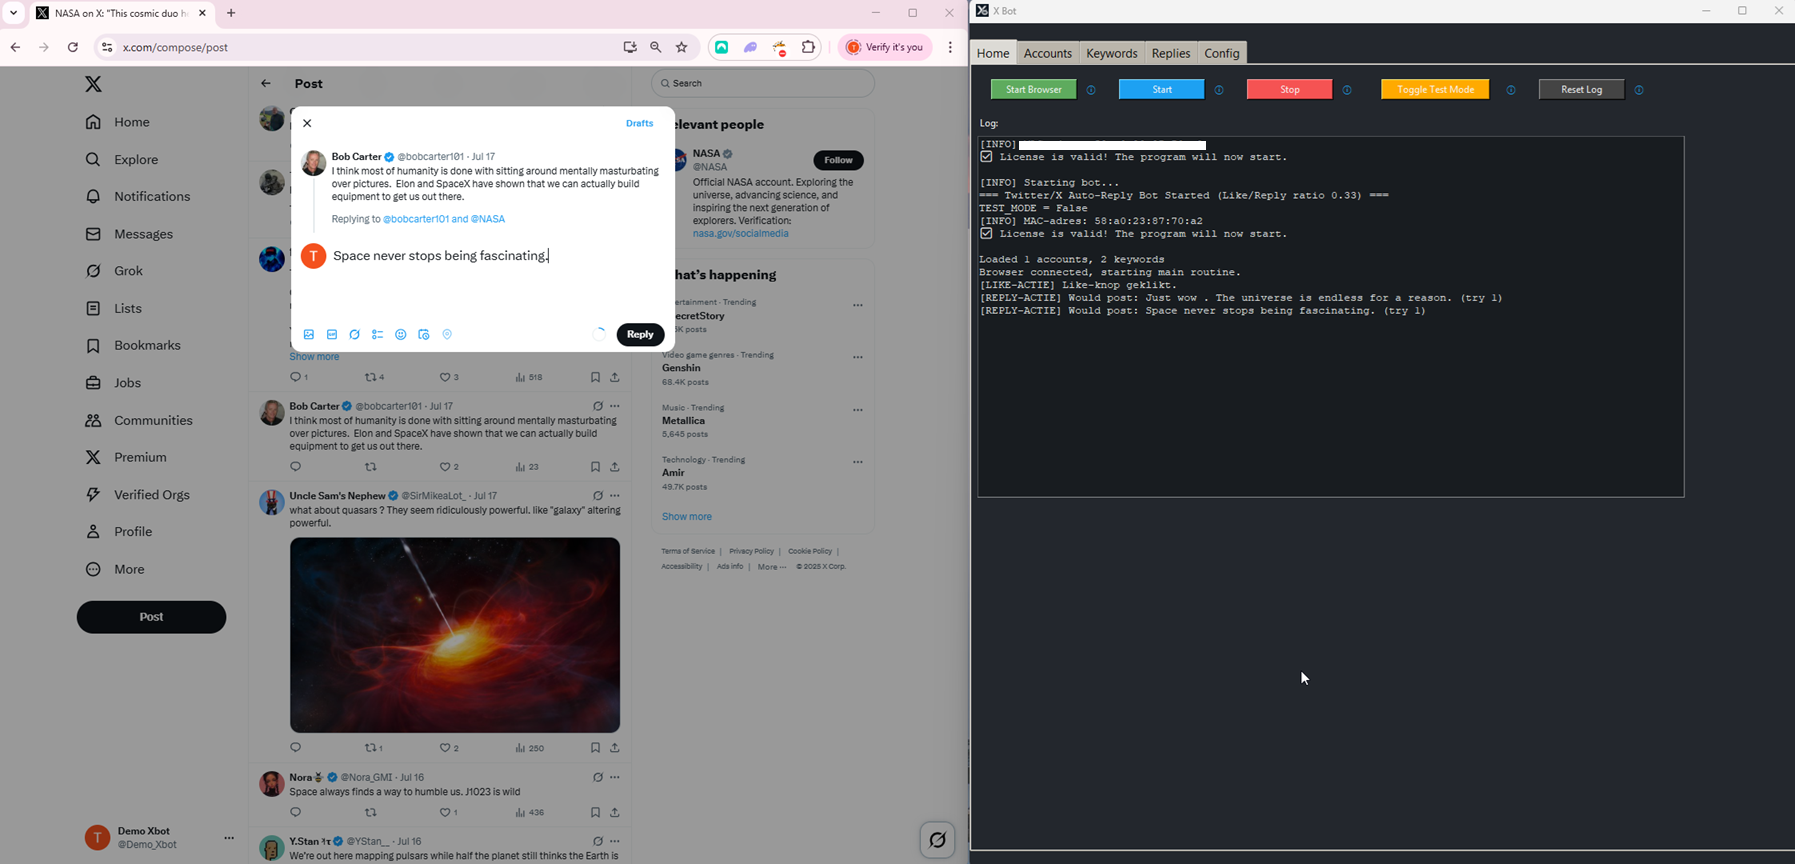 NASA on X: "This cosmic duo h
x.com/compose/post
Verify it's you
Home
Explore
Notifications
Messages
Grok
Lists
Bookmarks
Jobs
Communities
Premium
Verified Orgs
Profile
More
Post
Demo Xbot
@Demo_Xbot
Post
Drafts
Bob Carter @bobcarter101 · Jul 17
I think most of humanity is done with sitting around mentally masturbating
over pictures. Elon and SpaceX have shown that we can actually build
equipment to get us out there.
Replying to @bobcarter101 and @NASA
T
Space never stops being fascinating.
Reply
Show more
1
4
3
518
Bob Carter @bobcarter101 · Jul 17
I think most of humanity is done with sitting around mentally masturbating
over pictures. Elon and SpaceX have shown that we can actually build
equipment to get us out there.
2
23
Uncle Sam's Nephew @SirMikeaLot_ · Jul 17
what about quasars ? They seem ridiculously powerful. like "galaxy" altering
powerful.
1
2
250
Nora @Nora_GMI · Jul 16
Space always finds a way to humble us. J1023 is wild
1
436
Y.Stan @YStan__ · Jul 16
We're out here mapping pulsars while half the planet still thinks the Earth is
Search
elevant people
NASA
@NASA
Follow
Official NASA account. Exploring the
universe, advancing science, and
inspiring the next generation of
explorers. Verification:
nasa.gov/socialmedia
hat's happening
ertainment · Trending
ecretStory
5K posts
Video game genres · Trending
Genshin
68.4K posts
Music · Trending
Metallica
5,645 posts
Technology · Trending
Amir
49.7K posts
Show more
Terms of Service | Privacy Policy | Cookie Policy |
Accessibility | Ads info | More ··· © 2025 X Corp.
X Bot
Home
Accounts
Keywords
Replies
Config
Start Browser
Start
Stop
Toggle Test Mode
Reset Log
Log:
[INFO]
License is valid! The program will now start.
[INFO] Starting bot...
=== Twitter/X Auto-Reply Bot Started (Like/Reply ratio 0.33) ===
TEST_MODE = False
[INFO] MAC-adres: 58:a0:23:87:70:a2
License is valid! The program will now start.
Loaded 1 accounts, 2 keywords
Browser connected, starting main routine.
[LIKE-ACTIE] Like-knop geklikt.
[REPLY-ACTIE] Would post: Just wow . The universe is endless for a reason. (try 1)
[REPLY-ACTIE] Would post: Space never stops being fascinating. (try 1)